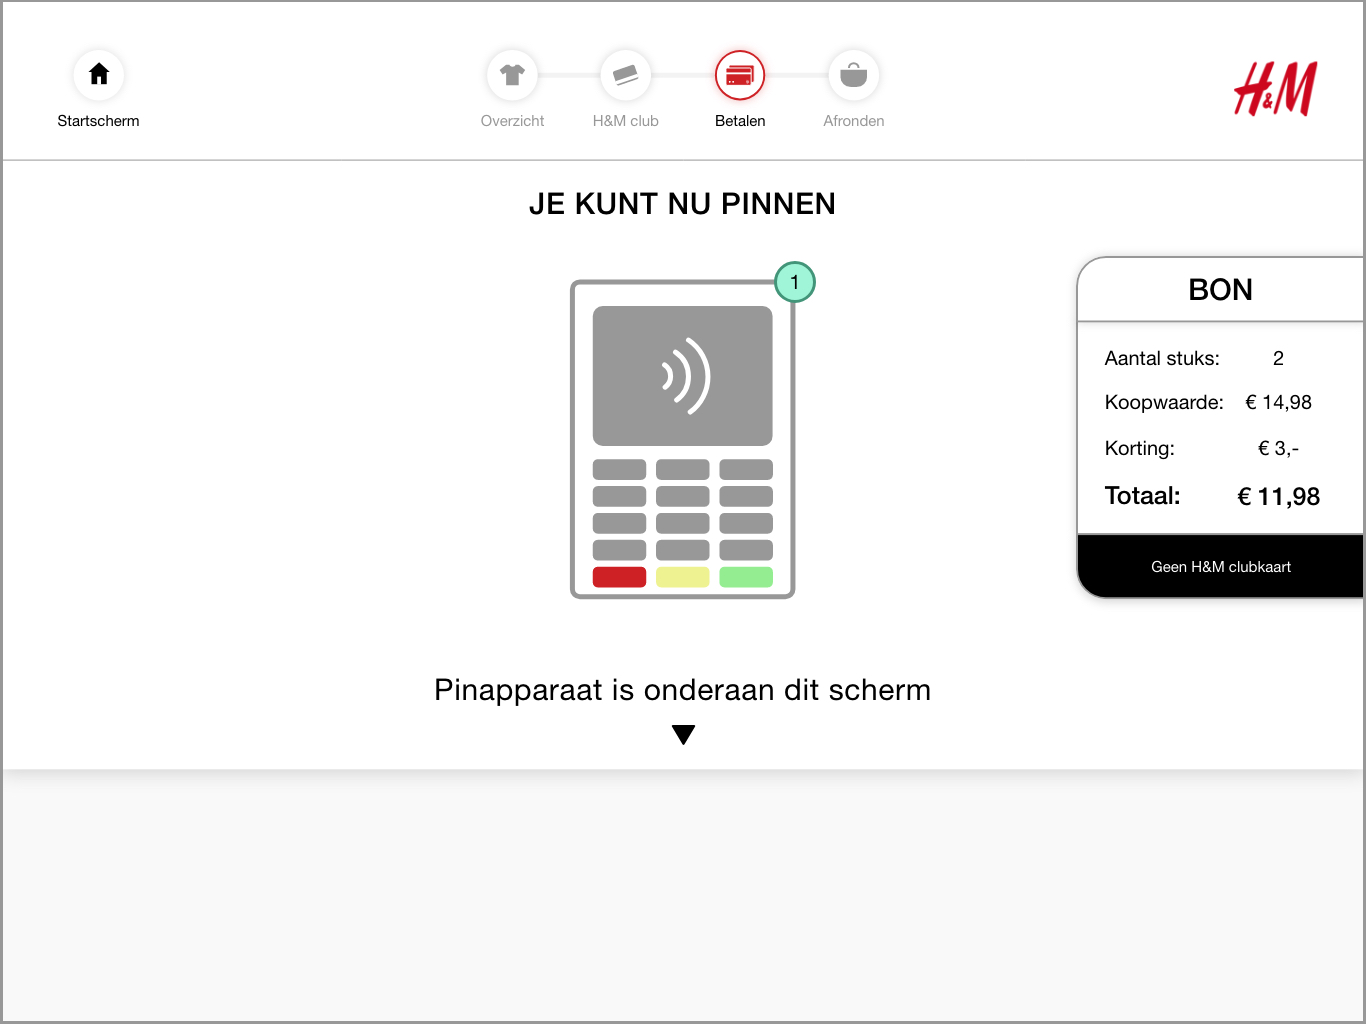 Startscherm
Overzicht
H&M club
Betalen
Afronden
H&M
JE KUNT NU PINNEN
1
BON
Aantal stuks: 2
Koopwaarde: € 14,98
Korting: € 3,-
Totaal: € 11,98
Geen H&M clubkaart
Pinapparaat is onderaan dit scherm